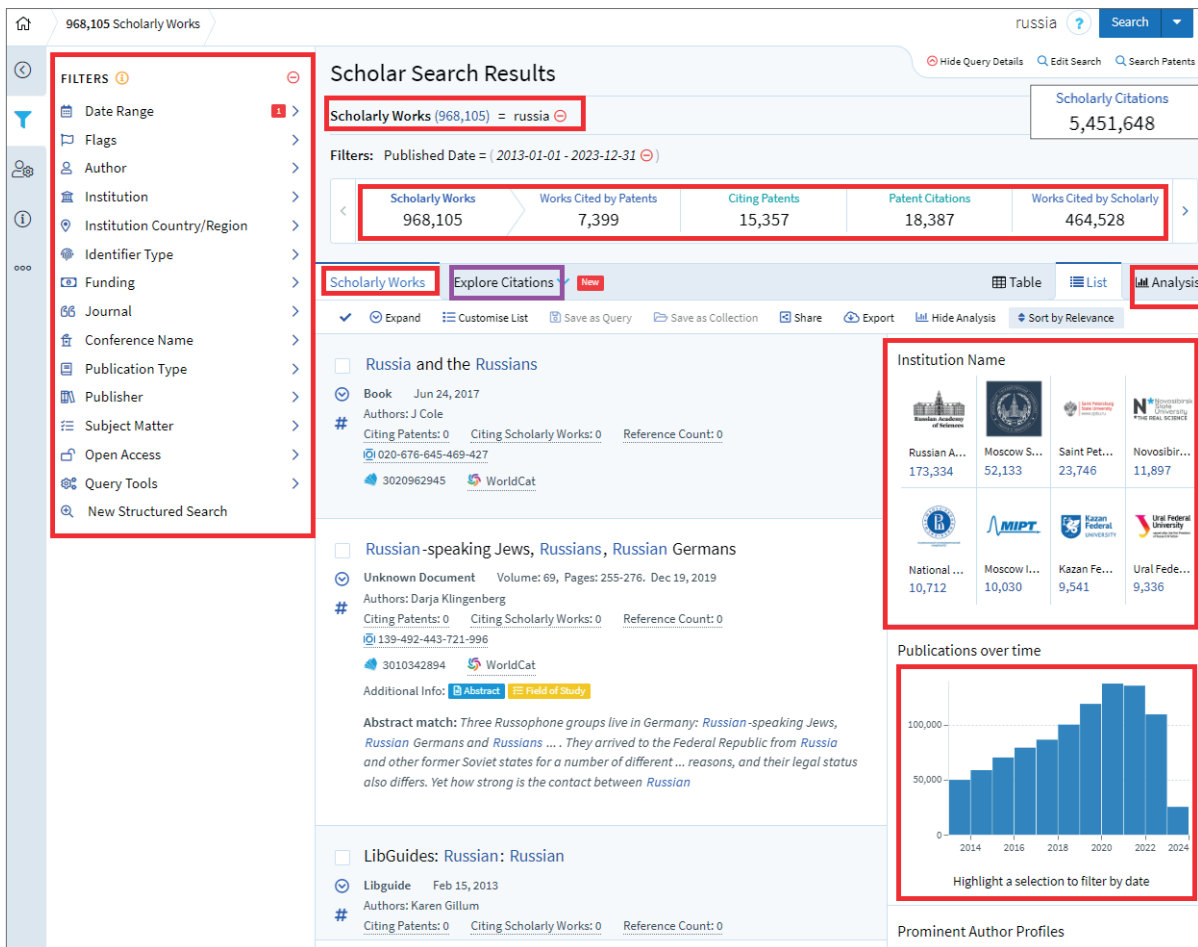 968,105 Scholarly Works
russia ? Search
FILTERS
Date Range 1
Flags
Author
Institution
Institution Country/Region
Identifier Type
Funding
Journal
Conference Name
Publication Type
Publisher
Subject Matter
Open Access
Query Tools
New Structured Search
Scholar Search Results
Hide Query Details Edit Search Search Patents
Scholarly Works (968,105) = russia
Scholarly Citations
5,451,648
Filters: Published Date = ( 2013-01-01 - 2023-12-31 )
Scholarly Works
968,105
Works Cited by Patents
7,399
Citing Patents
15,357
Patent Citations
18,387
Works Cited by Scholarly
464,528
Scholarly Works Explore Citations New Table List Analysis
Expand Customise List Save as Query Save as Collection Share Export Hide Analysis Sort by Relevance
Russia and the Russians
Book Jun 24, 2017
Authors: J Cole
# Citing Patents: 0 Citing Scholarly Works: 0 Reference Count: 0
020-676-645-469-427
3020962945 WorldCat
Russian-speaking Jews, Russians, Russian Germans
Unknown Document Volume: 69, Pages: 255-276. Dec 19, 2019
Authors: Darja Klingenberg
# Citing Patents: 0 Citing Scholarly Works: 0 Reference Count: 0
139-492-443-721-996
3010342894 WorldCat
Additional Info: Abstract Field of Study
Abstract match: Three Russophone groups live in Germany: Russian-speaking Jews,
Russian Germans and Russians ... . They arrived to the Federal Republic from Russia
and other former Soviet states for a number of different ... reasons, and their legal status
also differs. Yet how strong is the contact between Russian
LibGuides: Russian: Russian
Libguide Feb 15, 2013
Authors: Karen Gillum
# Citing Patents: 0 Citing Scholarly Works: 0 Reference Count: 0
Institution Name
Russian Academy
of Sciences
Saint Petersburg
State University
Novosibirsk
State
University
*THE REAL SCIENCE
Russian A... Moscow S... Saint Pet... Novosibir...
173,334 52,133 23,746 11,897
MIPT
Kazan
Federal
UNIVERSITY
Ural Federal
University
National ... Moscow I... Kazan Fe... Ural Fede...
10,712 10,030 9,541 9,336
Publications over time
100,000
50,000
0
2014 2016 2018 2020 2022 2024
Highlight a selection to filter by date
Prominent Author Profiles